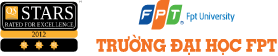 QS STARS
RATED FOR EXCELLENCE
2012
FPT Fpt University
TRƯỜNG ĐẠI HỌC FPT